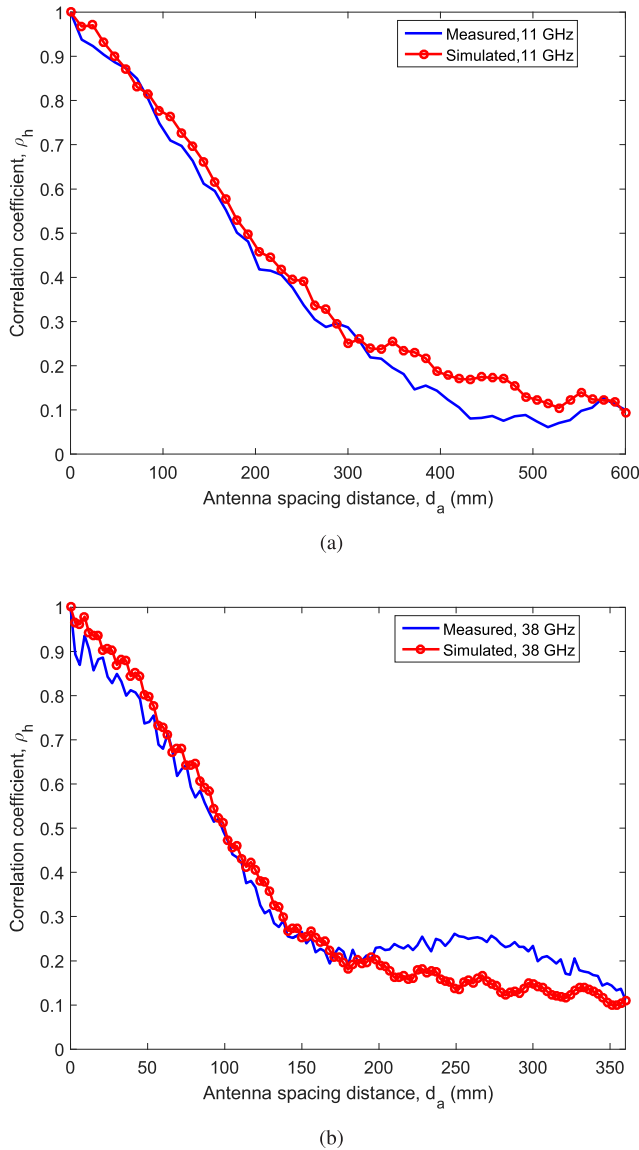 1
0.9
0.8
0.7
0.6
0.5
0.4
0.3
0.2
0.1
0
Correlation coefficient, ρ_h
Measured,11 GHz
Simulated,11 GHz
0 100 200 300 400 500 600
Antenna spacing distance, d_a (mm)
(a)
1
0.9
0.8
0.7
0.6
0.5
0.4
0.3
0.2
0.1
0
Correlation coefficient, ρ_h
Measured, 38 GHz
Simulated, 38 GHz
0 50 100 150 200 250 300 350
Antenna spacing distance, d_a (mm)
(b)